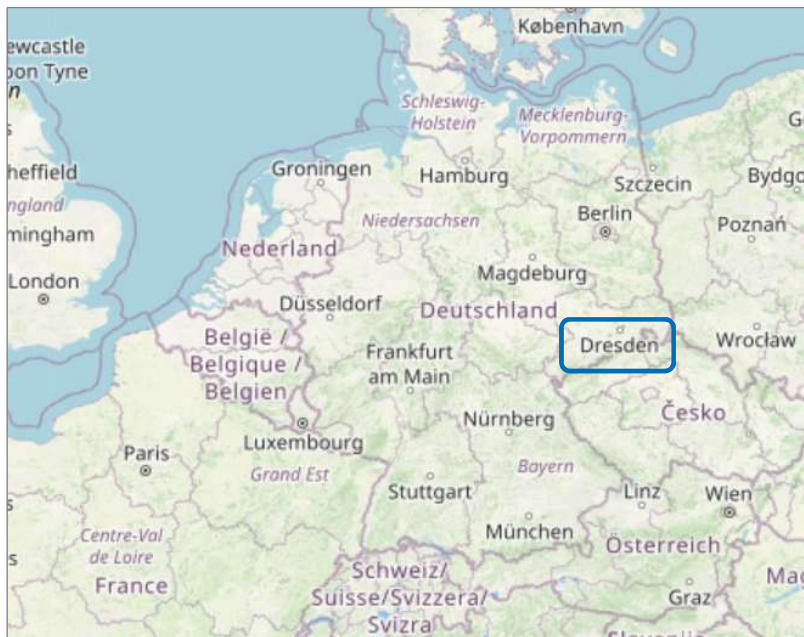 København
ewcastle
oon Tyne
n
Schleswig-
Holstein
Mecklenburg-
Vorpommern
heffield
Groningen
Hamburg
Szczecin
Bydgo
ngland
Niedersachsen
Berlin
Poznań
mingham
Nederland
Magdeburg
London
Düsseldorf
Deutschland
België /
Belgique /
Belgien
Frankfurt
am Main
Dresden
Wrocław
Nürnberg
Česko
Luxembourg
Paris
Grand Est
Bayern
Stuttgart
Linz
Wien
München
Centre-Val
de Loire
Österreich
France
Schweiz/
Suisse/Svizzera/
Svizra
Graz
Mag